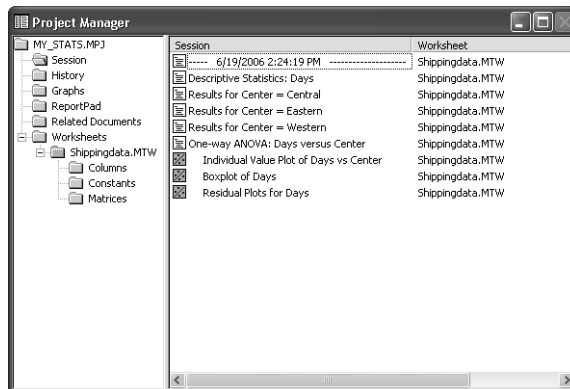 Project Manager
MY_STATS.MPJ
Session
History
Graphs
ReportPad
Related Documents
Worksheets
Shippingdata.MTW
Columns
Constants
Matrices
Session Worksheet
----- 6/19/2006 2:24:19 PM -------------------- Shippingdata.MTW
Descriptive Statistics: Days Shippingdata.MTW
Results for Center = Central Shippingdata.MTW
Results for Center = Eastern Shippingdata.MTW
Results for Center = Western Shippingdata.MTW
One-way ANOVA: Days versus Center Shippingdata.MTW
Individual Value Plot of Days vs Center Shippingdata.MTW
Boxplot of Days Shippingdata.MTW
Residual Plots for Days Shippingdata.MTW